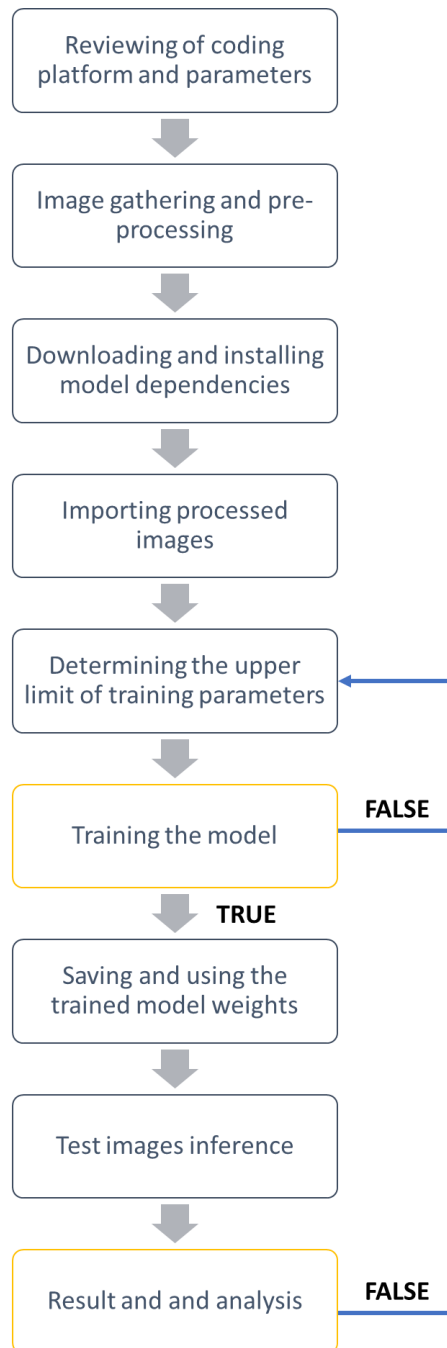 Reviewing of coding
platform and parameters
Image gathering and pre-
processing
Downloading and installing
model dependencies
Importing processed
images
Determining the upper
limit of training parameters
Training the model
FALSE
TRUE
Saving and using the
trained model weights
Test images inference
Result and and analysis
FALSE